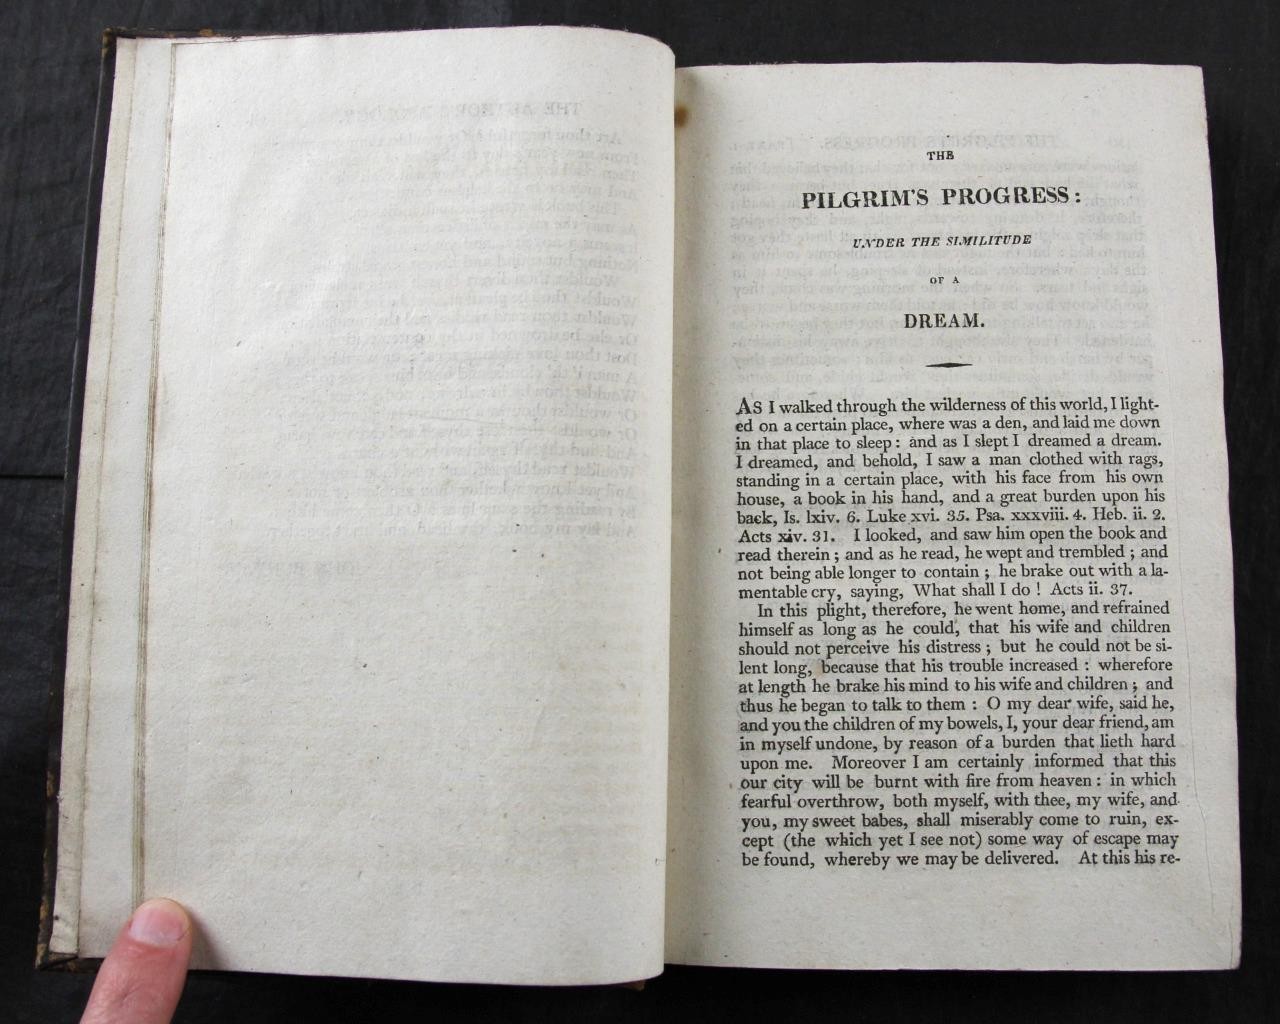 THE
PILGRIM'S PROGRESS:
UNDER THE SIMILITUDE
OF A
DREAM.
AS I walked through the wilderness of this world, I light-
ed on a certain place, where was a den, and laid me down
in that place to sleep: and as I slept I dreamed a dream.
I dreamed, and behold, I saw a man clothed with rags,
standing in a certain place, with his face from his own
house, a book in his hand, and a great burden upon his
back, Is. lxiv. 6. Luke xvi. 35. Psa. xxxviii. 4. Heb. ii. 2.
Acts xiv. 31. I looked, and saw him open the book and
read therein; and as he read, he wept and trembled; and
not being able longer to contain; he brake out with a la-
mentable cry, saying, What shall I do! Acts ii. 37.
In this plight, therefore, he went home, and refrained
himself as long as he could, that his wife and children
should not perceive his distress; but he could not be si-
lent long, because that his trouble increased: wherefore
at length he brake his mind to his wife and children; and
thus he began to talk to them: O my dear wife, said he,
and you the children of my bowels, I, your dear friend, am
in myself undone, by reason of a burden that lieth hard
upon me. Moreover I am certainly informed that this
our city will be burnt with fire from heaven: in which
fearful overthrow, both myself, with thee, my wife, and
you, my sweet babes, shall miserably come to ruin, ex-
cept (the which yet I see not) some way of escape may
be found, whereby we may be delivered. At this his re-